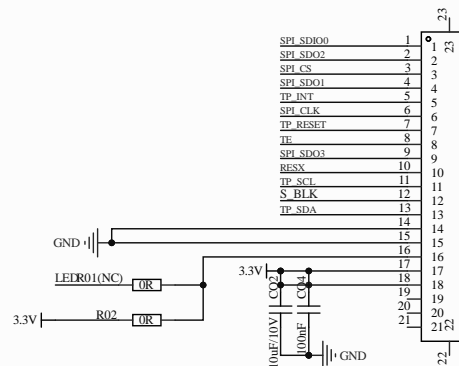 23
SPI_SDIO0 1 1 23
SPI_SDO2 2 2
SPI_CS 3 3
SPI_SDO1 4 4
TP_INT 5 5
SPI_CLK 6 6
TP_RESET 7 7
TE 8 8
SPI_SDO3 9 9
RESX 10 10
TP_SCL 11 11
S_BLK 12 12
TP_SDA 13 13
14 14
GND 15 15
16 16
3.3V 17 17
LEDR01(NC) 0R 18 18
CO2 CO4 19 19
20 20
3.3V R02 0R 21 21
10uF/10V 100nF
GND 22
22